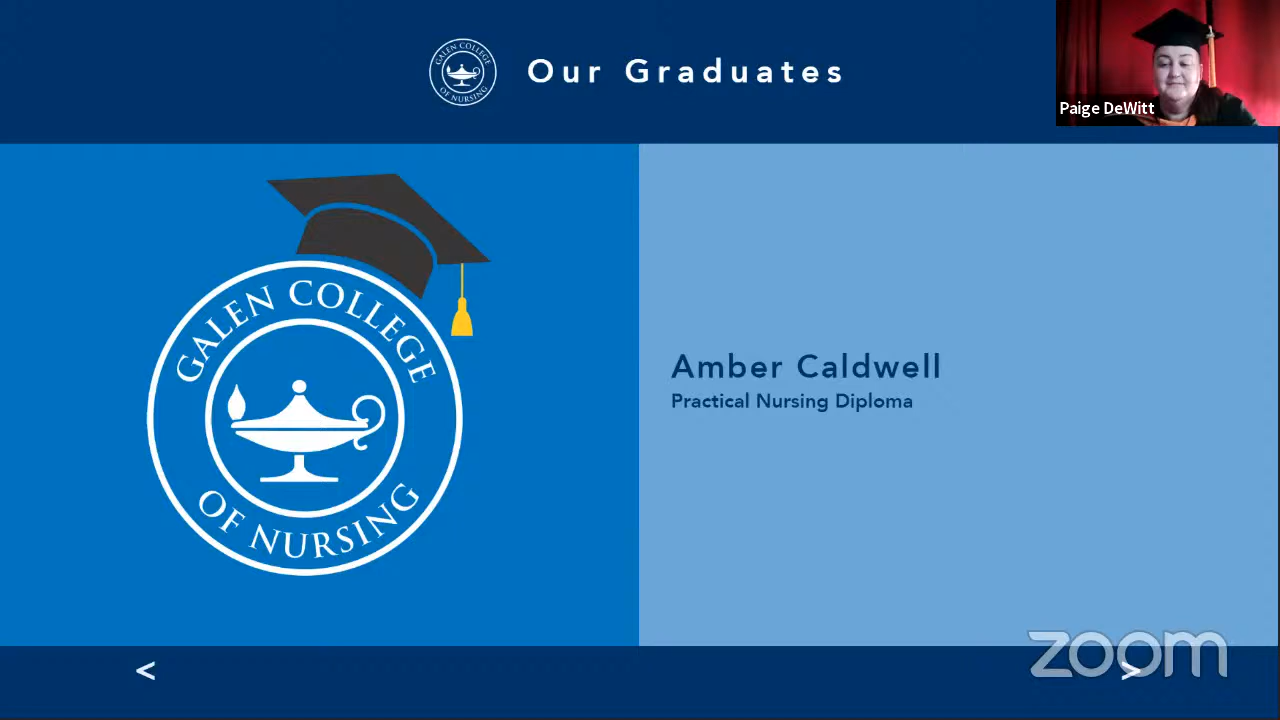 GALEN COLLEGE
OF NURSING
Our Graduates
Paige DeWitt
GALEN COLLEGE
OF NURSING
Amber Caldwell
Practical Nursing Diploma
<
zoom
>